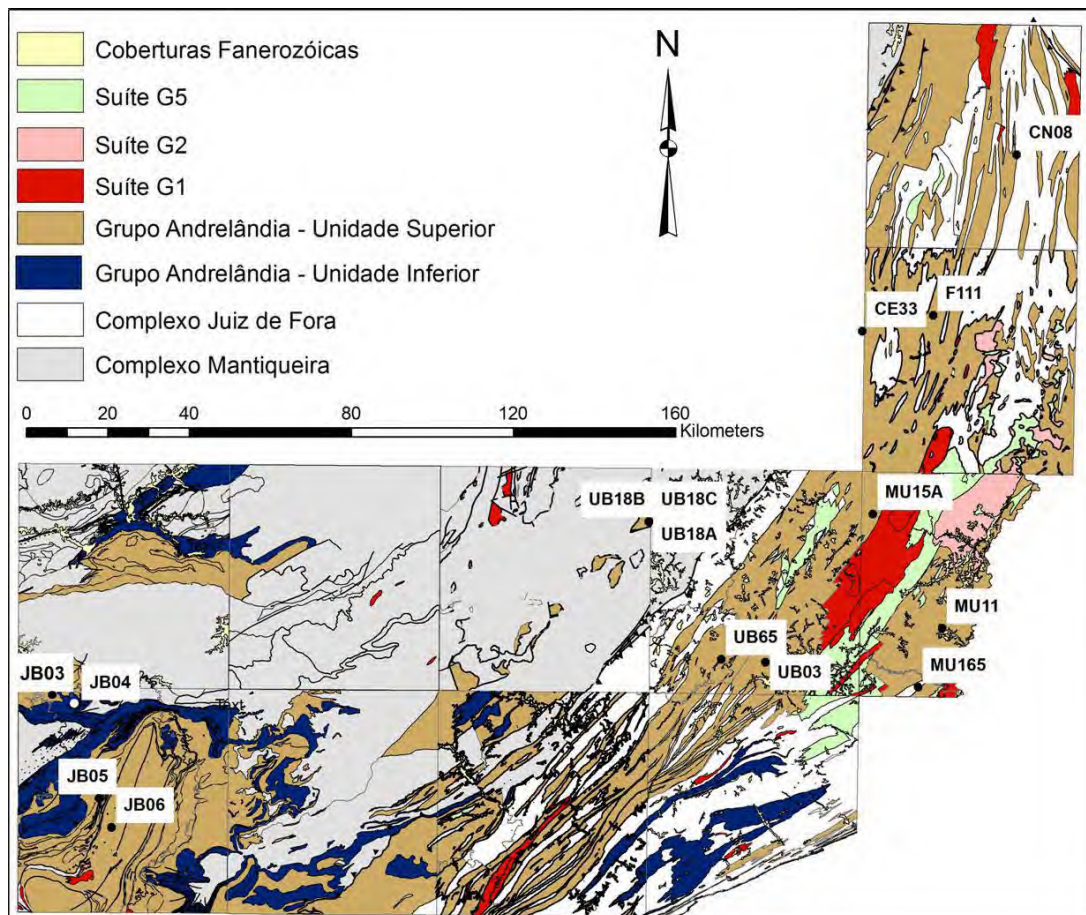 Coberturas Fanerozóicas
Suíte G5
Suíte G2
Suíte G1
Grupo Andrelândia - Unidade Superior
Grupo Andrelândia - Unidade Inferior
Complexo Juiz de Fora
Complexo Mantiqueira
N
0 20 40 80 120 160
Kilometers
CN08
CE33
F111
UB18B
UB18C
UB18A
MU15A
MU11
UB65
UB03
MU165
JB03
JB04
Text
JB05
JB06